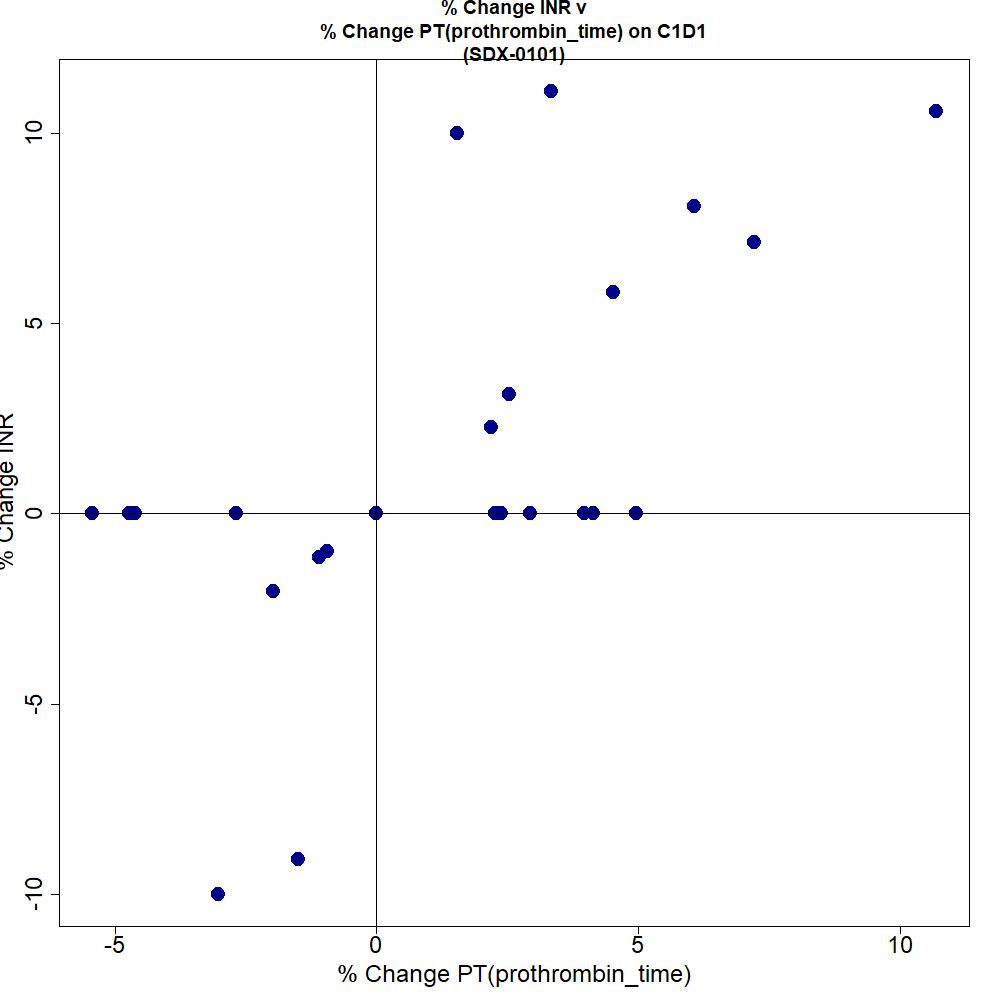 % Change INR v
% Change PT(prothrombin_time) on C1D1
(SDX-0101)
10
5
0
-5
-10
% Change INR
-5
0
5
10
% Change PT(prothrombin_time)